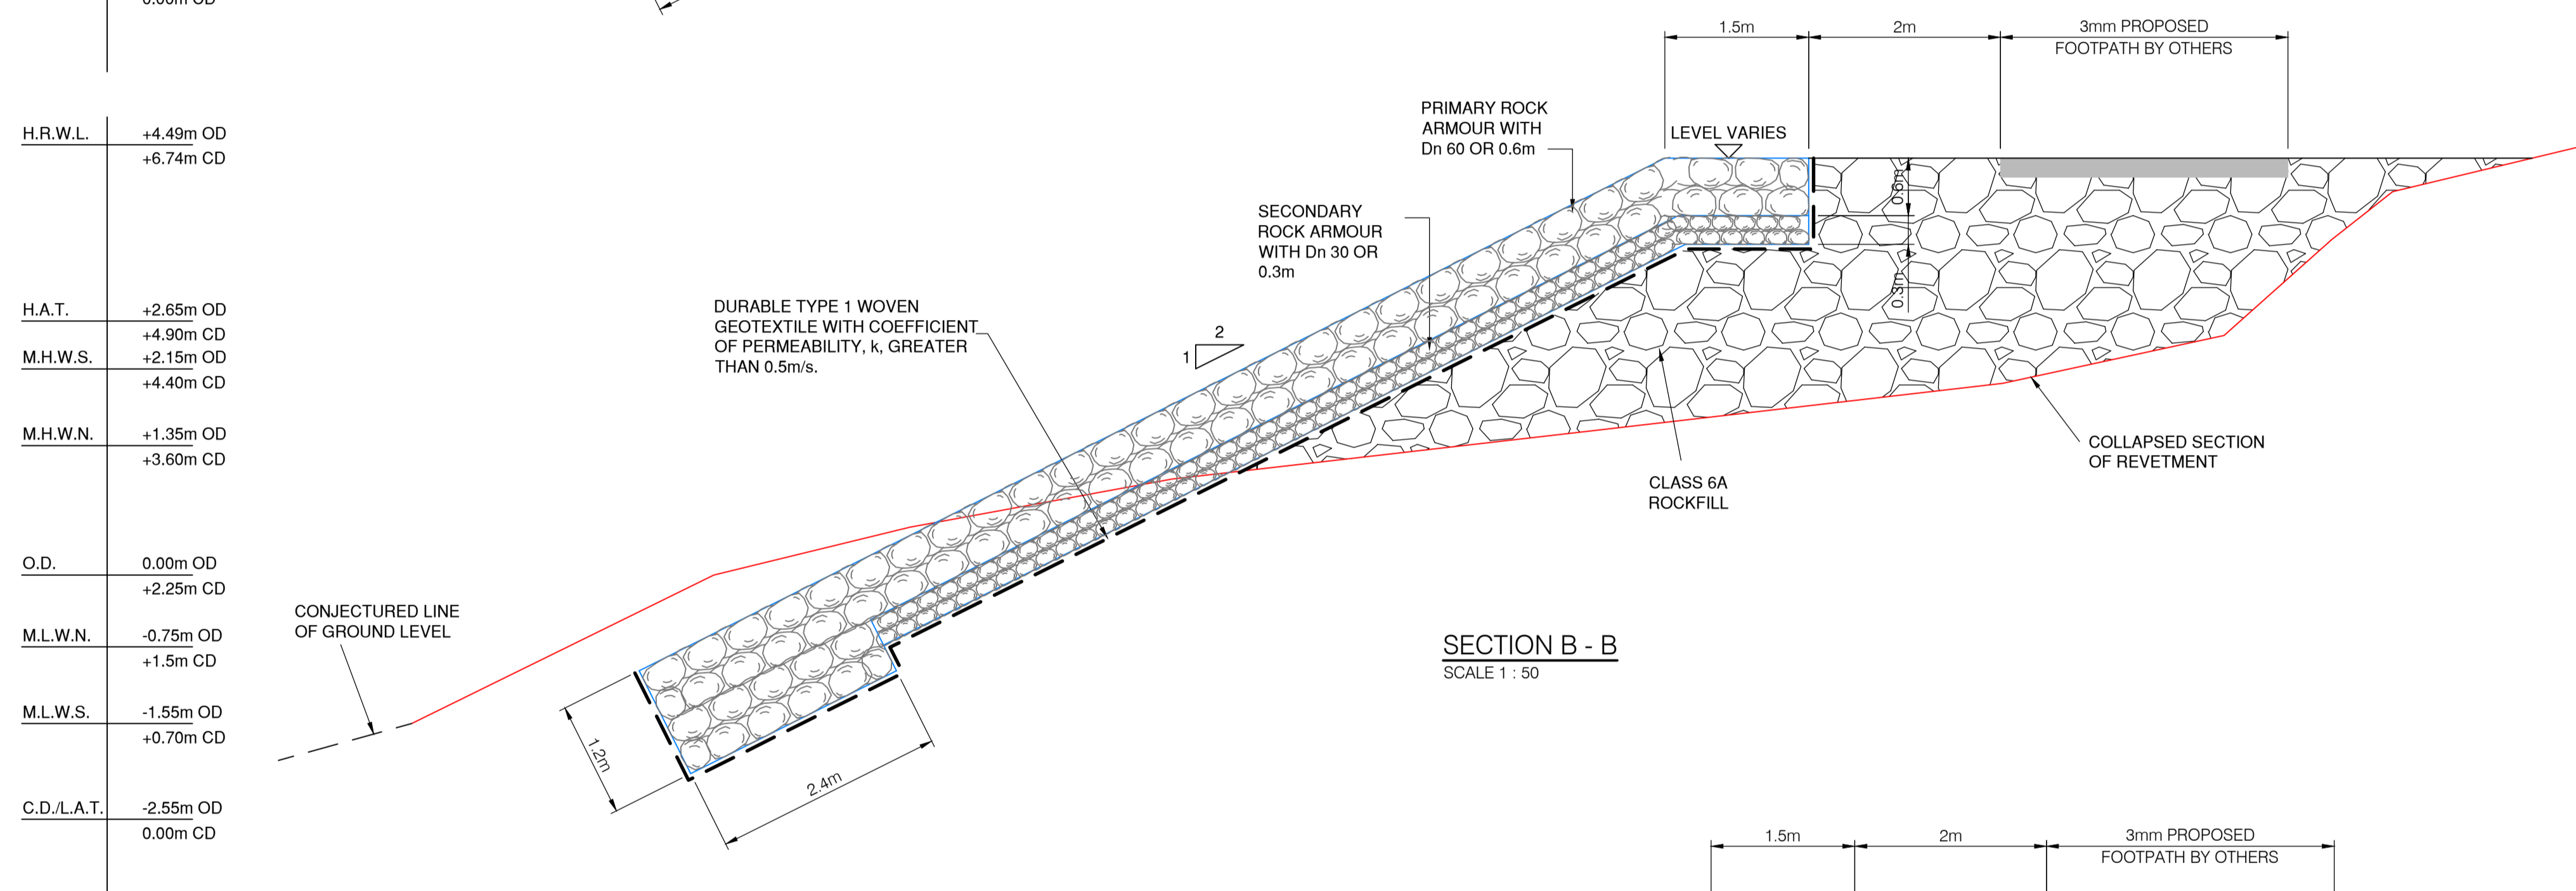 0.00m CD
1.5m
2m
3mm PROPOSED
FOOTPATH BY OTHERS
H.R.W.L.
+4.49m OD
+6.74m CD
PRIMARY ROCK
ARMOUR WITH
Dn 60 OR 0.6m
LEVEL VARIES
0.6m
0.3m
SECONDARY
ROCK ARMOUR
WITH Dn 30 OR
0.3m
H.A.T.
+2.65m OD
+4.90m CD
DURABLE TYPE 1 WOVEN
GEOTEXTILE WITH COEFFICIENT
OF PERMEABILITY, k, GREATER
THAN 0.5m/s.
2
1
M.H.W.S.
+2.15m OD
+4.40m CD
M.H.W.N.
+1.35m OD
+3.60m CD
COLLAPSED SECTION
OF REVETMENT
CLASS 6A
ROCKFILL
O.D.
0.00m OD
+2.25m CD
CONJECTURED LINE
OF GROUND LEVEL
M.L.W.N.
-0.75m OD
+1.5m CD
SECTION B - B
SCALE 1 : 50
M.L.W.S.
-1.55m OD
+0.70m CD
1.2m
2.4m
C.D./L.A.T.
-2.55m OD
0.00m CD
1.5m
2m
3mm PROPOSED
FOOTPATH BY OTHERS